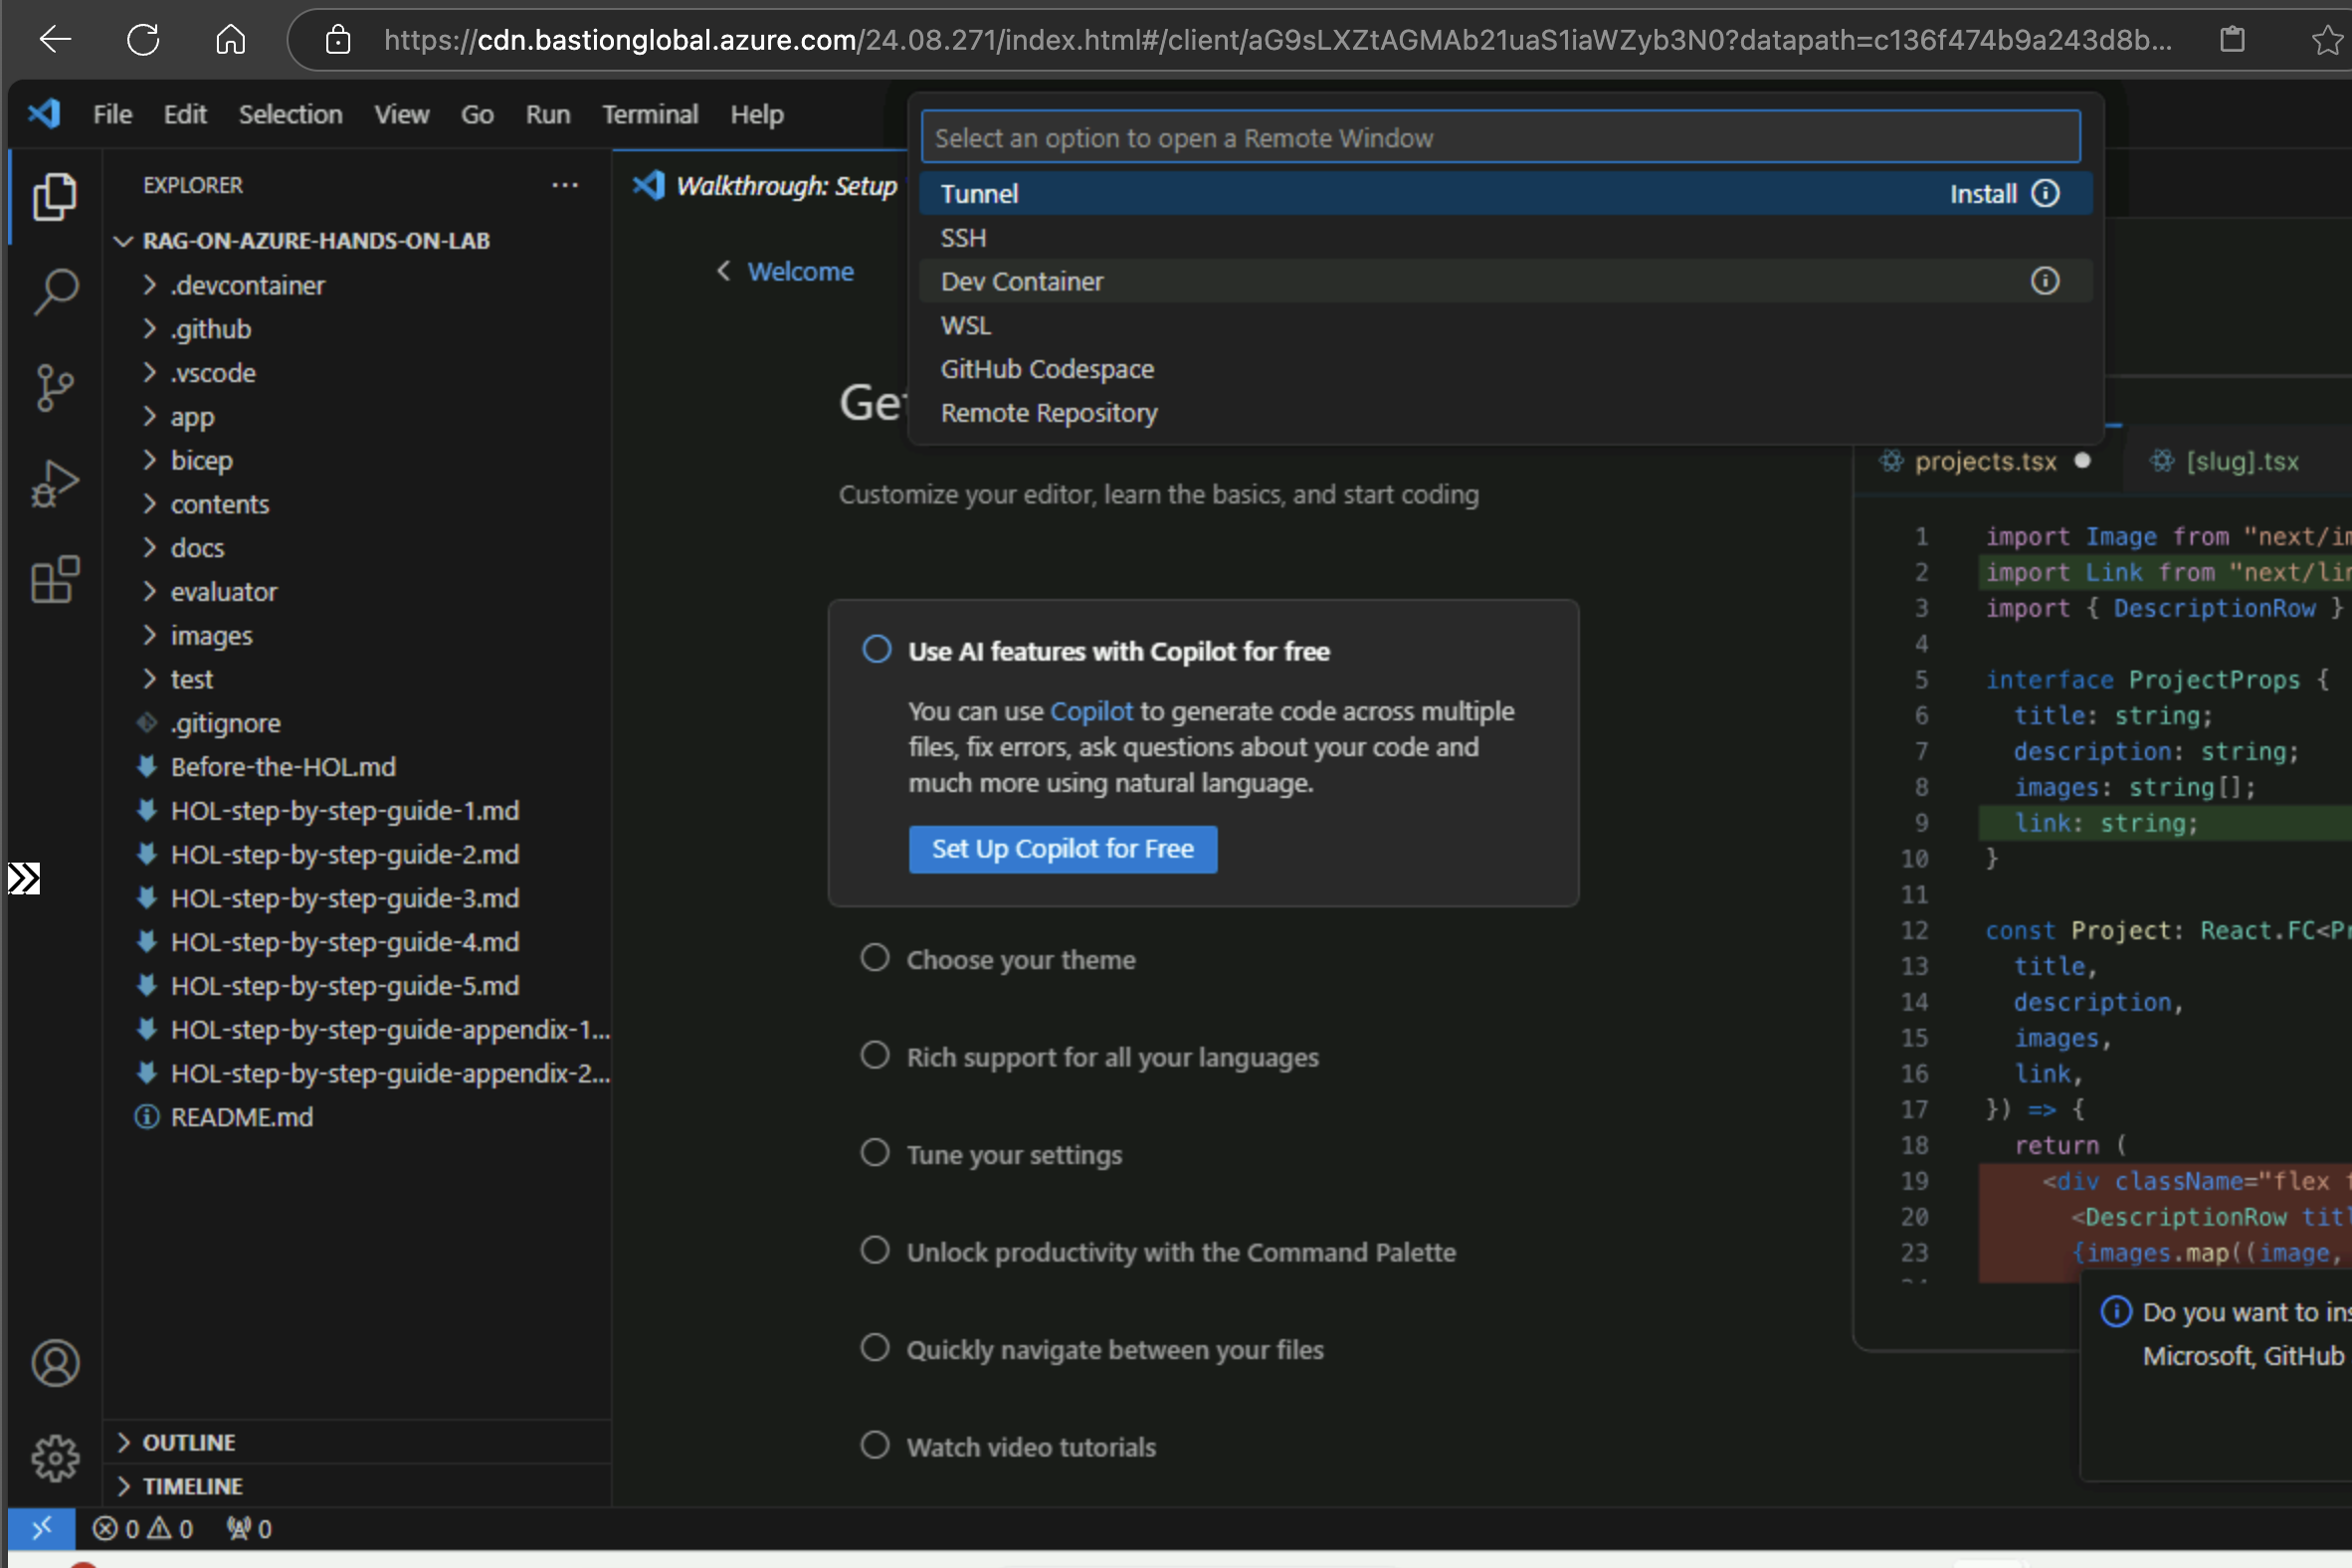 https://cdn.bastionglobal.azure.com/24.08.271/index.html#/client/aG9sLXZtAGMAb21uaS1iaWZyb3N0?datapath=c136f474b9a243d8b...
File Edit Selection View Go Run Terminal Help
Select an option to open a Remote Window
Tunnel Install
SSH
Dev Container
WSL
GitHub Codespace
Remote Repository
EXPLORER
RAG-ON-AZURE-HANDS-ON-LAB
.devcontainer
.github
.vscode
app
bicep
contents
docs
evaluator
images
test
.gitignore
Before-the-HOL.md
HOL-step-by-step-guide-1.md
HOL-step-by-step-guide-2.md
HOL-step-by-step-guide-3.md
HOL-step-by-step-guide-4.md
HOL-step-by-step-guide-5.md
HOL-step-by-step-guide-appendix-1...
HOL-step-by-step-guide-appendix-2...
README.md
OUTLINE
TIMELINE
0 0 0
Walkthrough: Setup
Welcome
Get
Customize your editor, learn the basics, and start coding
Use AI features with Copilot for free
You can use Copilot to generate code across multiple
files, fix errors, ask questions about your code and
much more using natural language.
Set Up Copilot for Free
Choose your theme
Rich support for all your languages
Tune your settings
Unlock productivity with the Command Palette
Quickly navigate between your files
Watch video tutorials
projects.tsx [slug].tsx
1 import Image from "next/im
2 import Link from "next/lin
3 import { DescriptionRow }
4
5 interface ProjectProps {
6 title: string;
7 description: string;
8 images: string[];
9 link: string;
10 }
11
12 const Project: React.FC<Pr
13 title,
14 description,
15 images,
16 link,
17 }) => {
18 return (
19 <div className="flex f
20 <DescriptionRow titl
23 {images.map((image,
Do you want to ins
Microsoft, GitHub